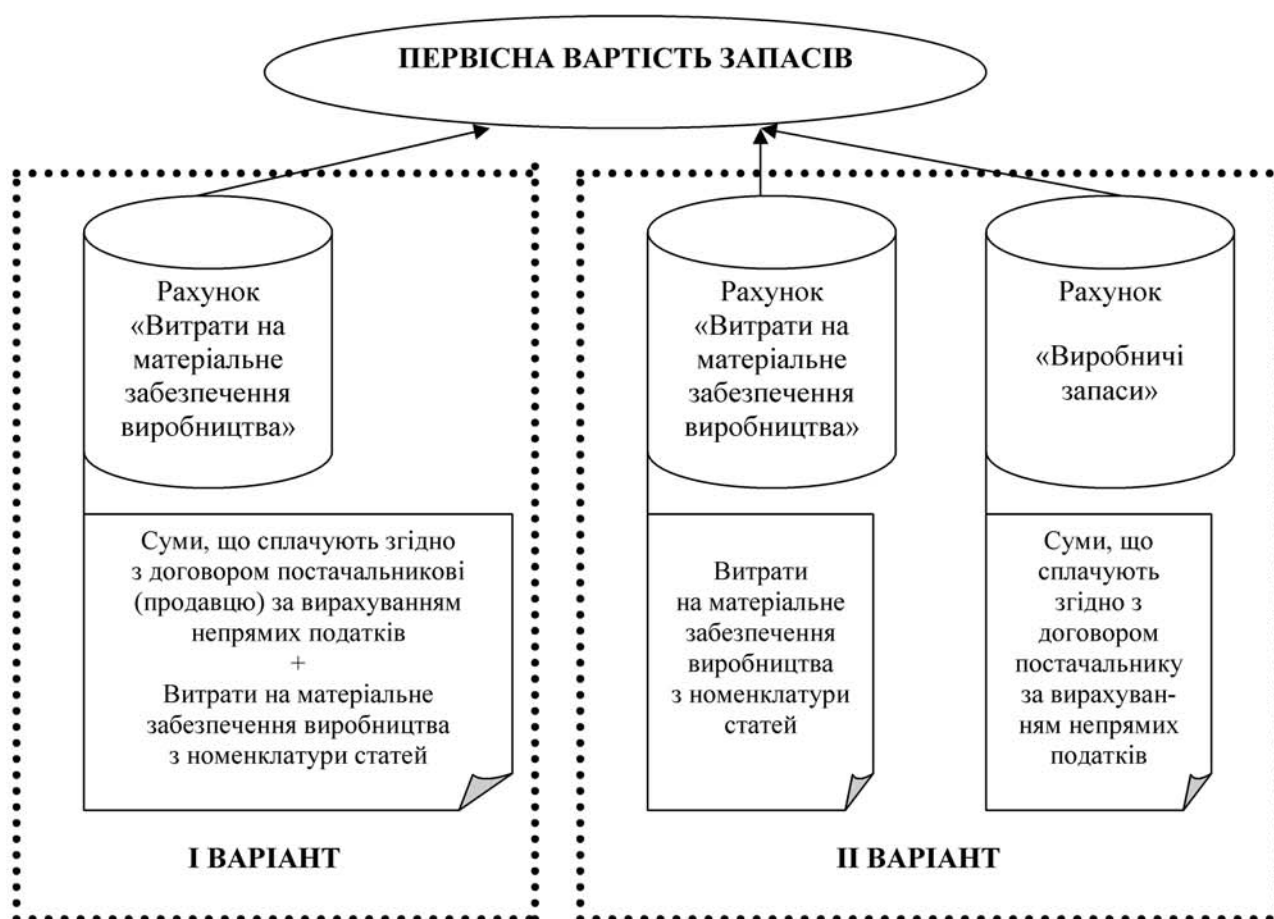 ПЕРВІСНА ВАРТІСТЬ ЗАПАСІВ
Рахунок
«Витрати на
матеріальне
забезпечення
виробництва»
Суми, що сплачують згідно
з договором постачальникові
(продавцю) за вирахуванням
непрямих податків
+
Витрати на матеріальне
забезпечення виробництва
з номенклатури статей
І ВАРІАНТ
Рахунок
«Витрати на
матеріальне
забезпечення
виробництва»
Витрати
на матеріальне
забезпечення
виробництва
з номенклатури
статей
Рахунок
«Виробничі
запаси»
Суми, що
сплачують
згідно з
договором
постачальнику
за вирахуван-
ням непрямих
податків
ІІ ВАРІАНТ